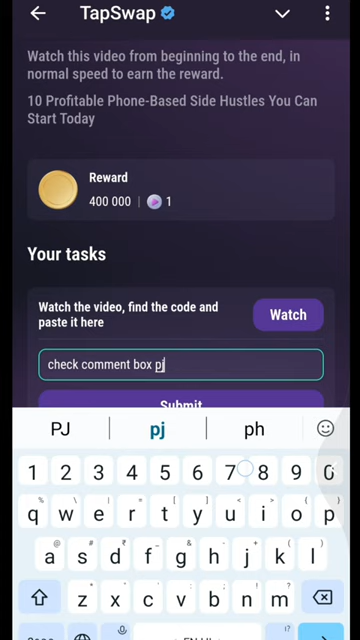 TapSwap
Watch this video from beginning to the end, in
normal speed to earn the reward.
10 Profitable Phone-Based Side Hustles You Can
Start Today
Reward
400 000 | 1
Your tasks
Watch the video, find the code and
paste it here
Watch
check comment box pj
Submit
PJ pj ph
1 2 3 4 5 6 7 8 9 0
q w e r t y u i o p
a s d f g h j k l
z x c v b n m